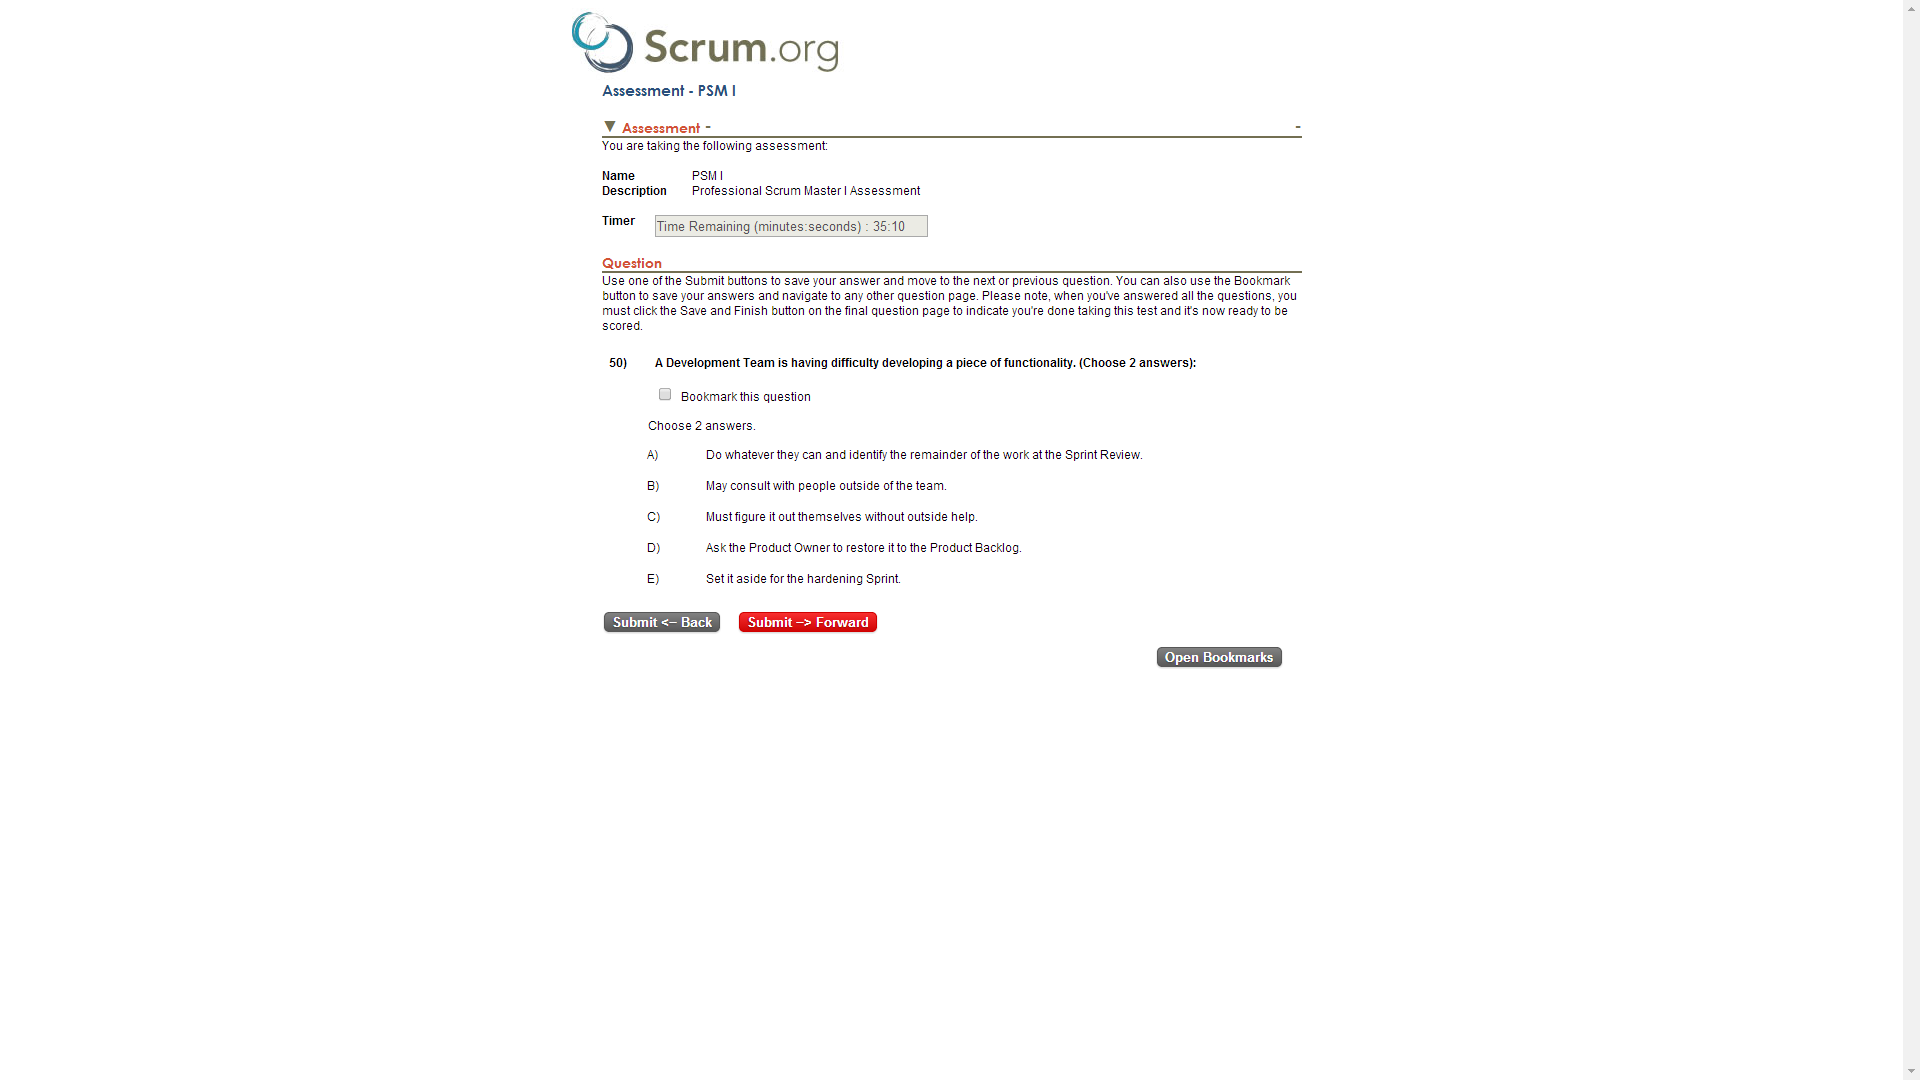 Scrum.org
Assessment - PSM I
▼ Assessment - -
You are taking the following assessment:
Name PSM I
Description Professional Scrum Master I Assessment
Timer Time Remaining (minutes:seconds) : 35:10
Question
Use one of the Submit buttons to save your answer and move to the next or previous question. You can also use the Bookmark
button to save your answers and navigate to any other question page. Please note, when you've answered all the questions, you
must click the Save and Finish button on the final question page to indicate you're done taking this test and it's now ready to be
scored.
50) A Development Team is having difficulty developing a piece of functionality. (Choose 2 answers):
Bookmark this question
Choose 2 answers.
A) Do whatever they can and identify the remainder of the work at the Sprint Review.
B) May consult with people outside of the team.
C) Must figure it out themselves without outside help.
D) Ask the Product Owner to restore it to the Product Backlog.
E) Set it aside for the hardening Sprint.
Submit <-- Back Submit --> Forward
Open Bookmarks